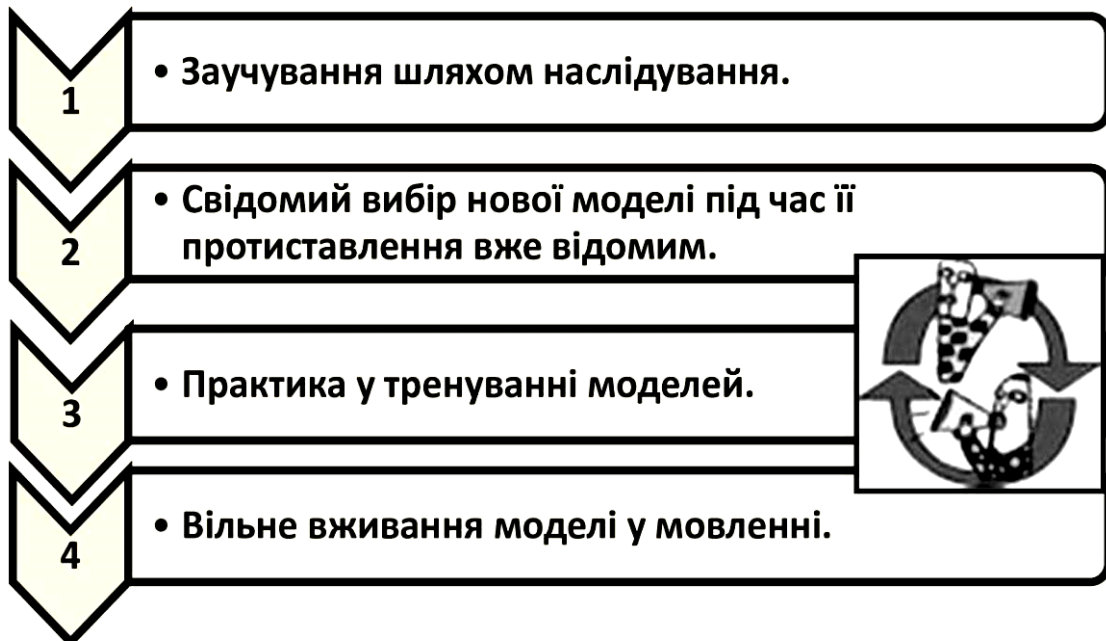 1
• Заучування шляхом наслідування.
2
• Свідомий вибір нової моделі під час її
протиставлення вже відомим.
3
• Практика у тренуванні моделей.
4
• Вільне вживання моделі у мовленні.